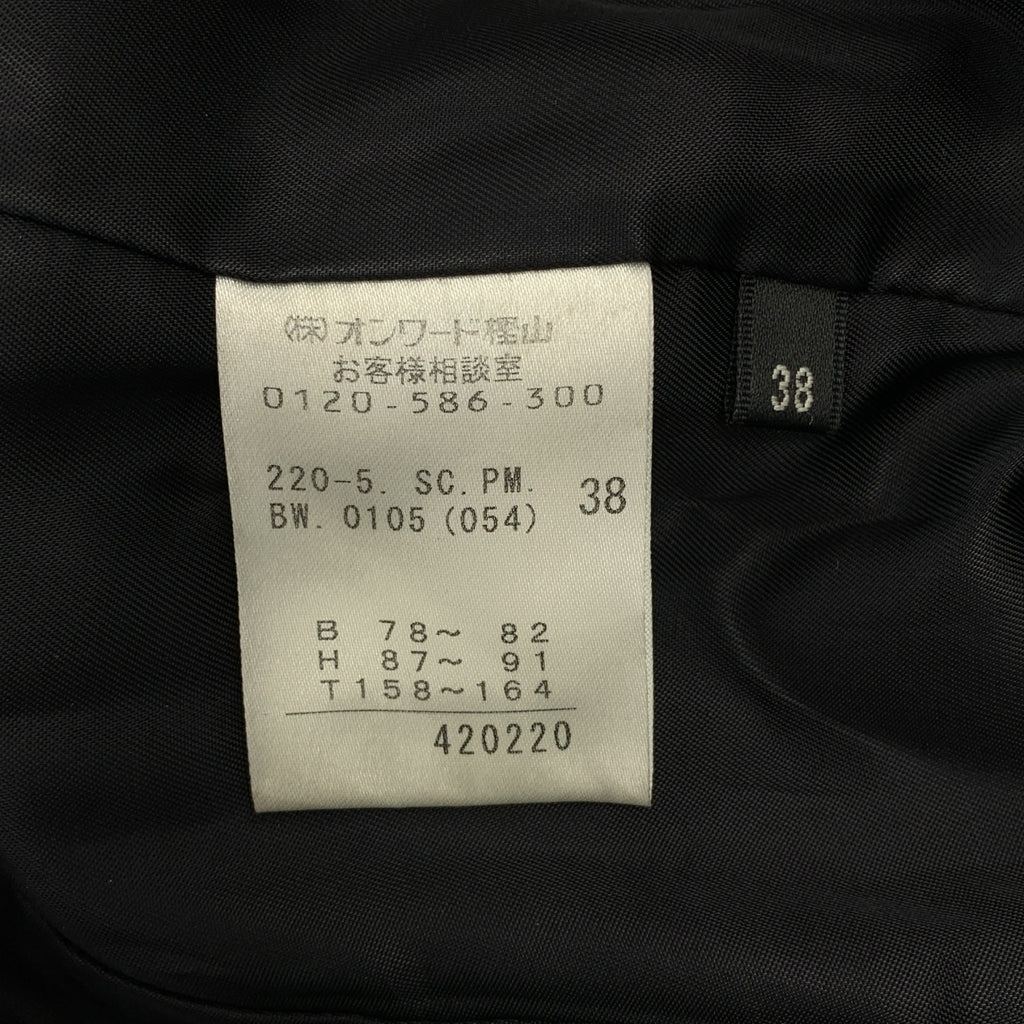 ㈱オンワード樫山
お客様相談室
0120-586-300
220-5. SC. PM.
38
BW. 0105 (054)
B 78～ 82
H 87～ 91
T158～164
420220
38